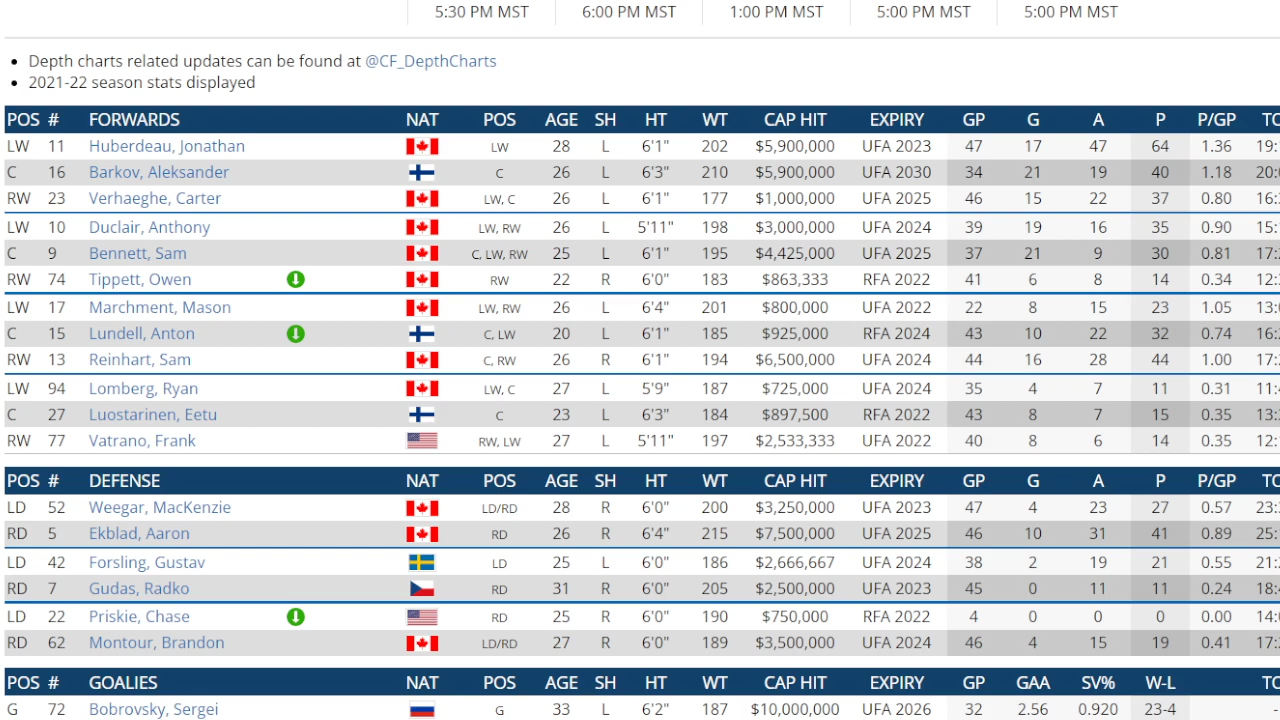 5:30 PM MST 6:00 PM MST 1:00 PM MST 5:00 PM MST 5:00 PM MST
• Depth charts related updates can be found at @CF_DepthCharts
• 2021-22 season stats displayed
POS # FORWARDS NAT POS AGE SH HT WT CAP HIT EXPIRY GP G A P P/GP TO
LW 11 Huberdeau, Jonathan LW 28 L 6'1" 202 $5,900,000 UFA 2023 47 17 47 64 1.36 19:
C 16 Barkov, Aleksander C 26 L 6'3" 210 $5,900,000 UFA 2030 34 21 19 40 1.18 20:
RW 23 Verhaeghe, Carter LW, C 26 L 6'1" 177 $1,000,000 UFA 2025 46 15 22 37 0.80 16:
LW 10 Duclair, Anthony LW, RW 26 L 5'11" 198 $3,000,000 UFA 2024 39 19 16 35 0.90 15:
C 9 Bennett, Sam C, LW, RW 25 L 6'1" 195 $4,425,000 UFA 2025 37 21 9 30 0.81 17:
RW 74 Tippett, Owen RW 22 R 6'0" 183 $863,333 RFA 2022 41 6 8 14 0.34 12:
LW 17 Marchment, Mason LW, RW 26 L 6'4" 201 $800,000 UFA 2022 22 8 15 23 1.05 13:
C 15 Lundell, Anton C, LW 20 L 6'1" 185 $925,000 RFA 2024 43 10 22 32 0.74 16:
RW 13 Reinhart, Sam C, RW 26 R 6'1" 194 $6,500,000 UFA 2024 44 16 28 44 1.00 17:
LW 94 Lomberg, Ryan LW, C 27 L 5'9" 187 $725,000 UFA 2024 35 4 7 11 0.31 11:
C 27 Luostarinen, Eetu C 23 L 6'3" 184 $897,500 RFA 2022 43 8 7 15 0.35 13:
RW 77 Vatrano, Frank RW, LW 27 L 5'11" 197 $2,533,333 UFA 2022 40 8 6 14 0.35 12:
POS # DEFENSE NAT POS AGE SH HT WT CAP HIT EXPIRY GP G A P P/GP TO
LD 52 Weegar, MacKenzie LD/RD 28 R 6'0" 200 $3,250,000 UFA 2023 47 4 23 27 0.57 23:
RD 5 Ekblad, Aaron RD 26 R 6'4" 215 $7,500,000 UFA 2025 46 10 31 41 0.89 25:
LD 42 Forsling, Gustav LD 25 L 6'0" 186 $2,666,667 UFA 2024 38 2 19 21 0.55 21:
RD 7 Gudas, Radko RD 31 R 6'0" 205 $2,500,000 UFA 2023 45 0 11 11 0.24 18:
LD 22 Priskie, Chase RD 25 R 6'0" 190 $750,000 RFA 2022 4 0 0 0 0.00 14:
RD 62 Montour, Brandon LD/RD 27 R 6'0" 189 $3,500,000 UFA 2024 46 4 15 19 0.41 17:
POS # GOALIES NAT POS AGE SH HT WT CAP HIT EXPIRY GP GAA SV% W-L TO
G 72 Bobrovsky, Sergei G 33 L 6'2" 187 $10,000,000 UFA 2026 32 2.56 0.920 23-4 -